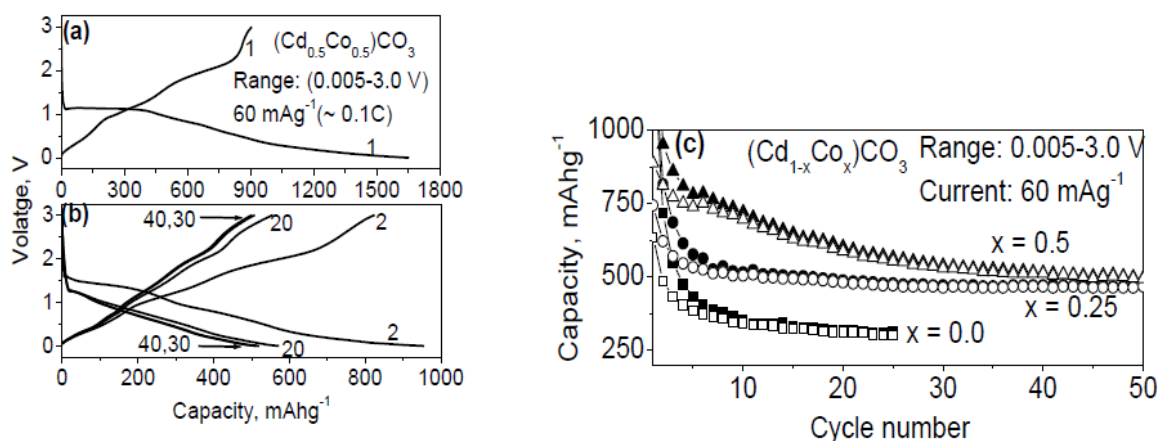 (a)
(Cd0.5Co0.5)CO3
Range: (0.005-3.0 V)
60 mAg-1(~ 0.1C)
1
1
3
2
1
0
0 300 600 900 1200 1500 1800
Volatge, V
(b)
40,30
20
2
2
40,30
20
3
2
1
0
0 200 400 600 800 1000
Capacity, mAhg-1
(c)
(Cd1-xCox)CO3
Range: 0.005-3.0 V
Current: 60 mAg-1
x = 0.5
x = 0.25
x = 0.0
1000
750
500
250
Capacity, mAhg-1
10 20 30 40 50
Cycle number